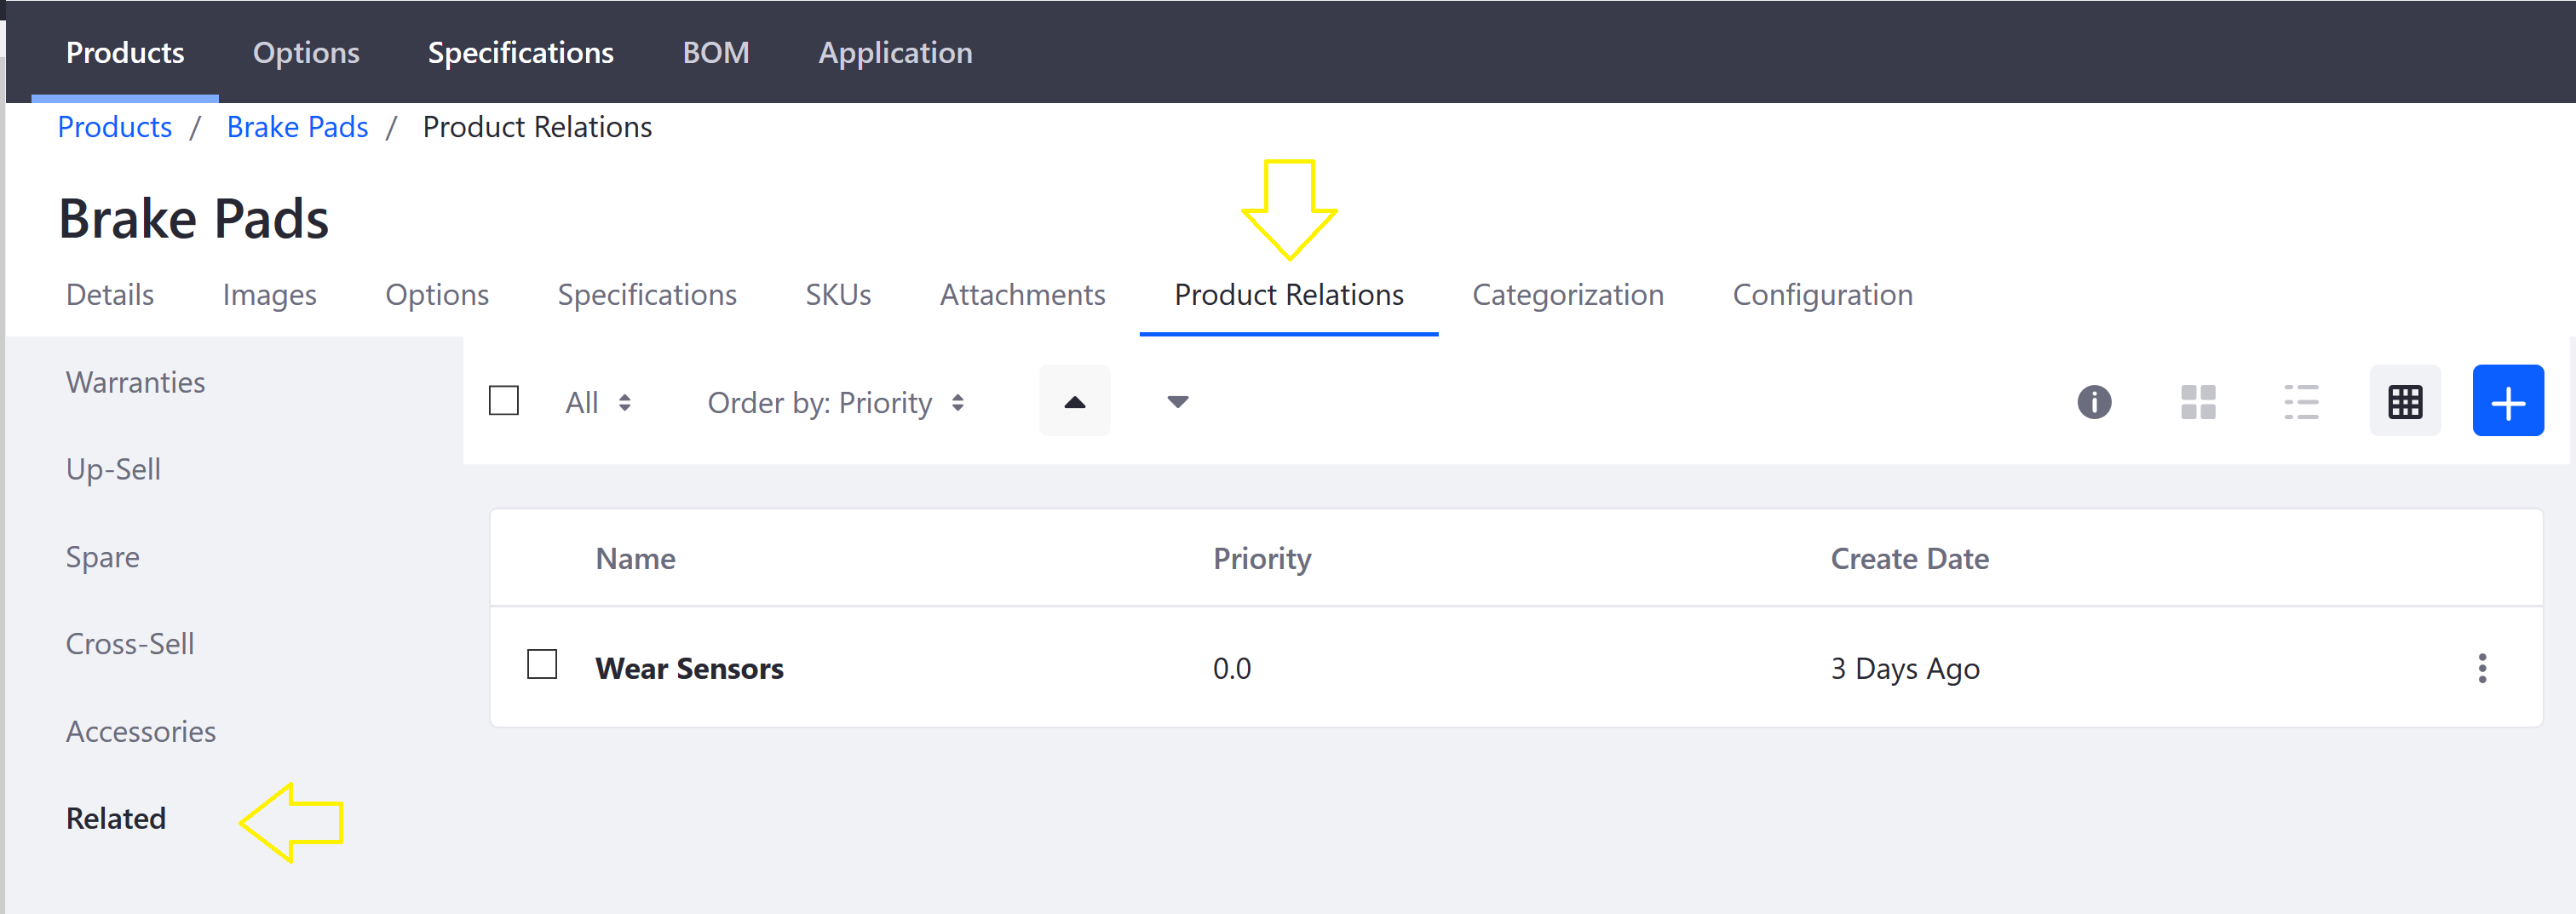 Products Options Specifications BOM Application
Products / Brake Pads / Product Relations
Brake Pads
Details Images Options Specifications SKUs Attachments Product Relations Categorization Configuration
Warranties
Up-Sell
Spare
Cross-Sell
Accessories
Related
All Order by: Priority
Name Priority Create Date
Wear Sensors 0.0 3 Days Ago